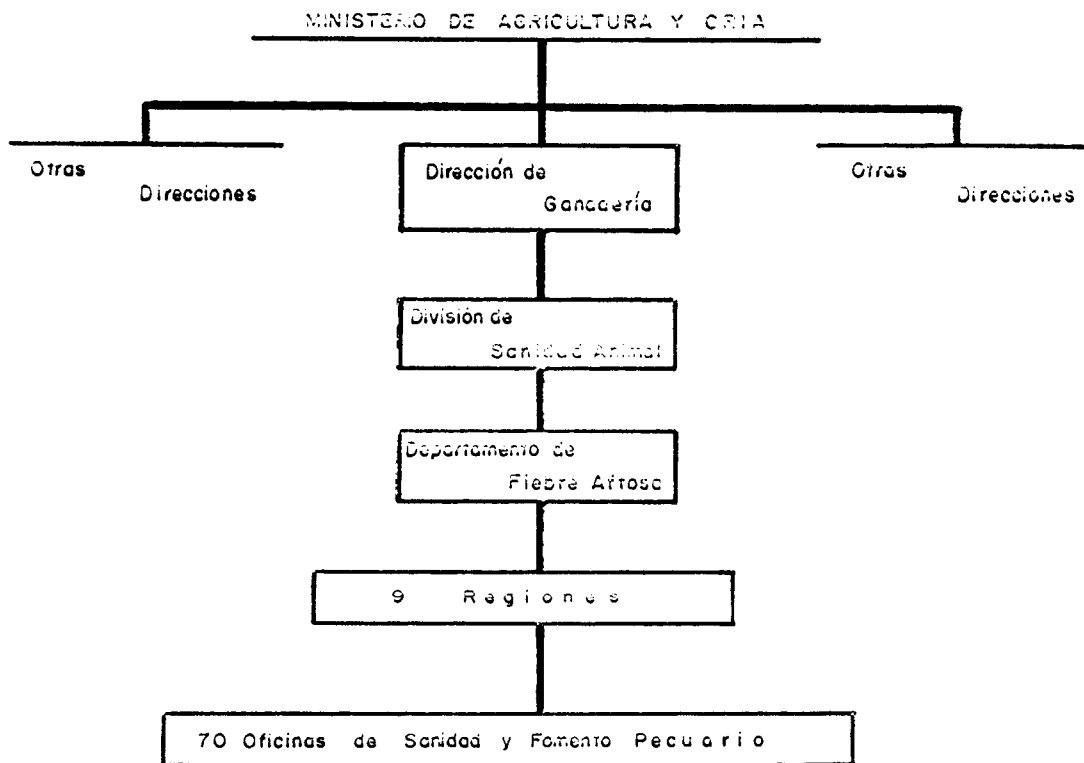 MINISTERIO DE AGRICULTURA Y CRIA
Otras
Direcciones
Dirección de
Ganadería
Otras
Direcciones
División de
Sanidad Animal
Departamento de
Fiebre Aftosa
9 Regiones
70 Oficinas de Sanidad y Fomento Pecuario